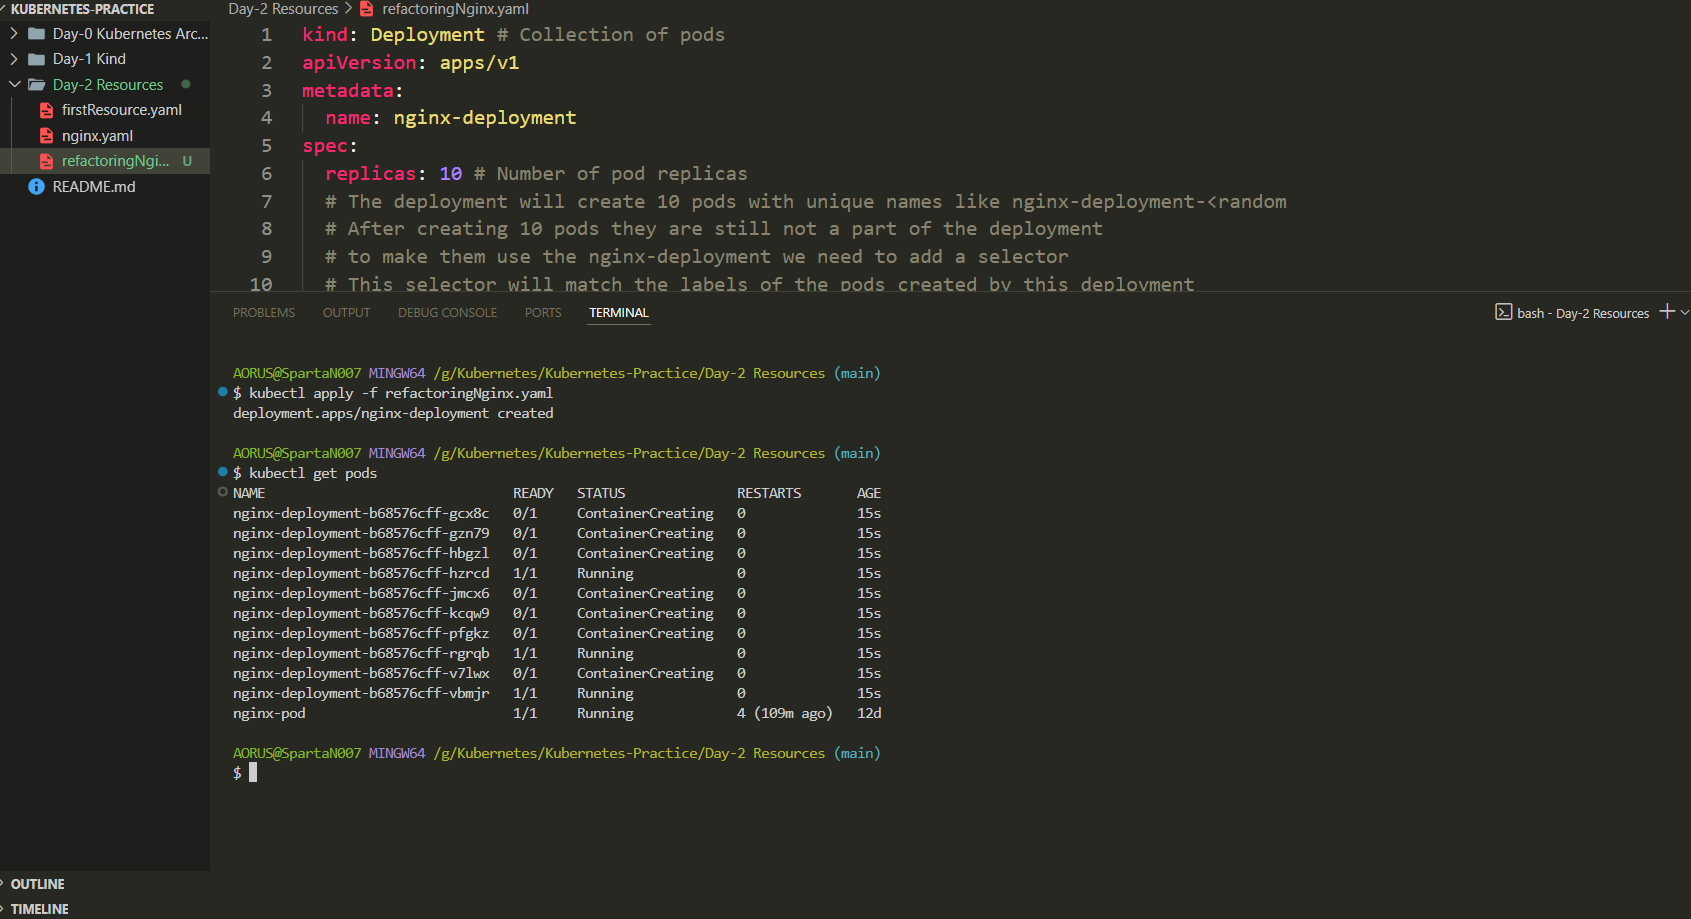 KUBERNETES-PRACTICE
Day-0 Kubernetes Arc...
Day-1 Kind
Day-2 Resources
firstResource.yaml
nginx.yaml
refactoringNgi... U
README.md
OUTLINE
TIMELINE
Day-2 Resources > refactoringNginx.yaml
1 kind: Deployment # Collection of pods
2 apiVersion: apps/v1
3 metadata:
4 name: nginx-deployment
5 spec:
6 replicas: 10 # Number of pod replicas
7 # The deployment will create 10 pods with unique names like nginx-deployment-<random
8 # After creating 10 pods they are still not a part of the deployment
9 # to make them use the nginx-deployment we need to add a selector
10 # This selector will match the labels of the pods created by this deployment
PROBLEMS OUTPUT DEBUG CONSOLE PORTS TERMINAL bash - Day-2 Resources
AORUS@SpartaN007 MINGW64 /g/Kubernetes/Kubernetes-Practice/Day-2 Resources (main)
$ kubectl apply -f refactoringNginx.yaml
deployment.apps/nginx-deployment created
AORUS@SpartaN007 MINGW64 /g/Kubernetes/Kubernetes-Practice/Day-2 Resources (main)
$ kubectl get pods
NAME READY STATUS RESTARTS AGE
nginx-deployment-b68576cff-gcx8c 0/1 ContainerCreating 0 15s
nginx-deployment-b68576cff-gzn79 0/1 ContainerCreating 0 15s
nginx-deployment-b68576cff-hbgzl 0/1 ContainerCreating 0 15s
nginx-deployment-b68576cff-hzrcd 1/1 Running 0 15s
nginx-deployment-b68576cff-jmcx6 0/1 ContainerCreating 0 15s
nginx-deployment-b68576cff-kcqw9 0/1 ContainerCreating 0 15s
nginx-deployment-b68576cff-pfgkz 0/1 ContainerCreating 0 15s
nginx-deployment-b68576cff-rgrqb 1/1 Running 0 15s
nginx-deployment-b68576cff-v7lwx 0/1 ContainerCreating 0 15s
nginx-deployment-b68576cff-vbmjr 1/1 Running 0 15s
nginx-pod 1/1 Running 4 (109m ago) 12d
AORUS@SpartaN007 MINGW64 /g/Kubernetes/Kubernetes-Practice/Day-2 Resources (main)
$